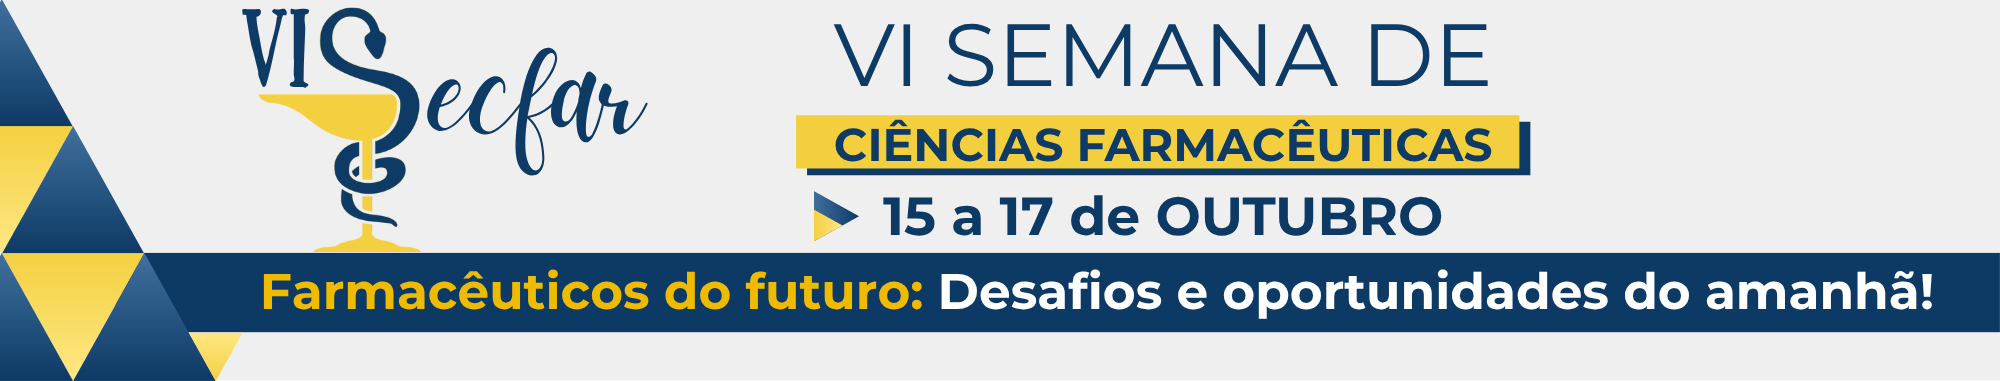 VI Secfar
VI SEMANA DE
CIÊNCIAS FARMACÊUTICAS
15 a 17 de OUTUBRO
Farmacêuticos do futuro: Desafios e oportunidades do amanhã!